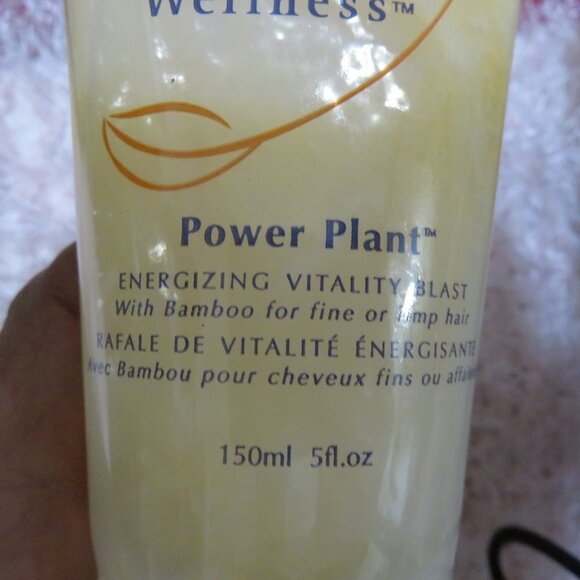 Wellness™
Power Plant™
ENERGIZING VITALITY BLAST
With Bamboo for fine or limp hair
RAFALE DE VITALITÉ ÉNERGISANTE
Avec Bambou pour cheveux fins ou
150ml 5fl.oz